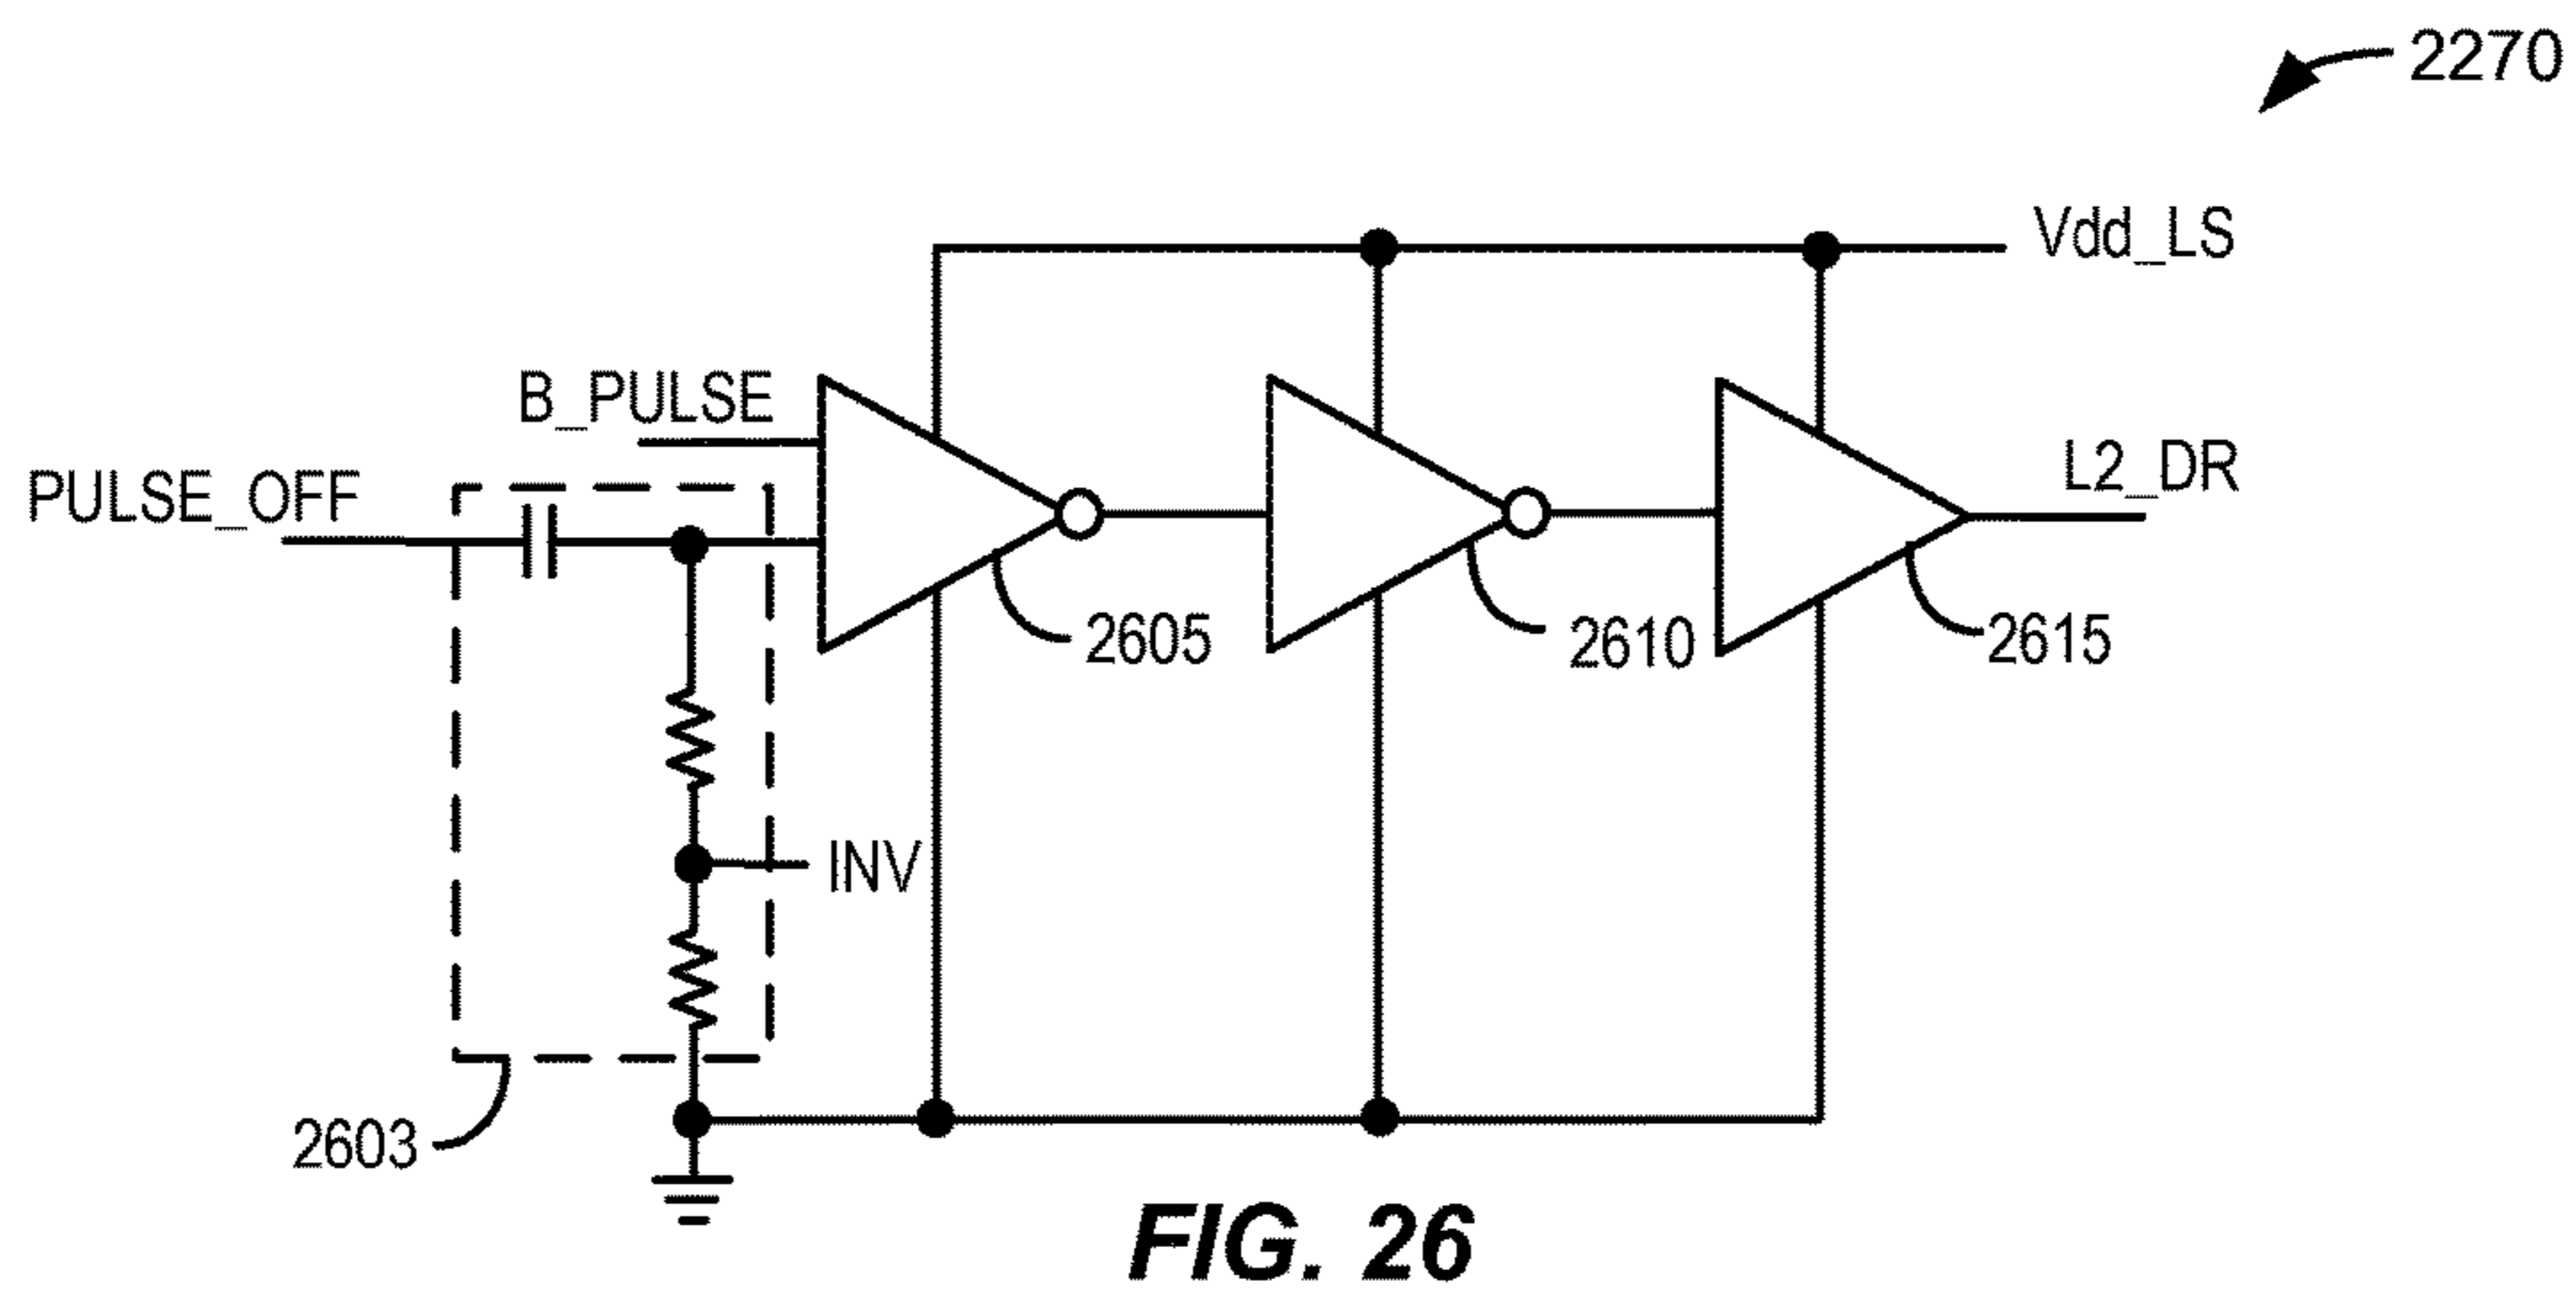 2270
Vdd_LS
B_PULSE
PULSE_OFF
L2_DR
2605
2610
2615
INV
2603
FIG. 26